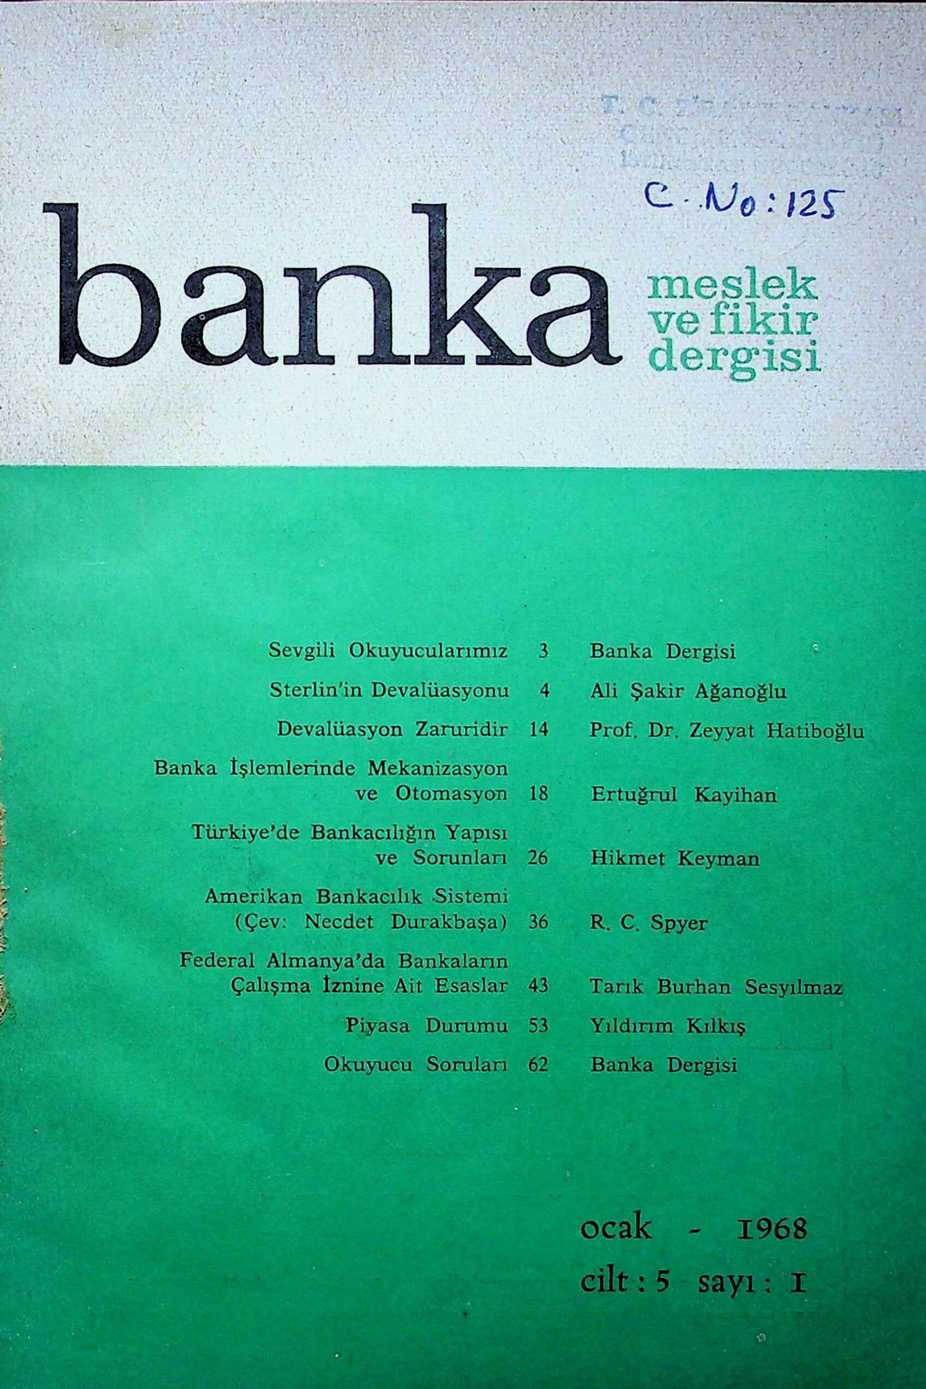 T. C.
C. No: 125
banka
meslek
ve fikir
dergisi
Sevgili Okuyucularımız 3 Banka Dergisi
Sterlin'in Devalüasyonu 4 Ali Şakir Ağanoğlu
Devalüasyon Zaruridir 14 Prof. Dr. Zeyyat Hatiboğlu
Banka İşlemlerinde Mekanizasyon
ve Otomasyon 18 Ertuğrul Kayihan
Türkiye'de Bankacılığın Yapısı
ve Sorunları 26 Hikmet Keyman
Amerikan Bankacılık Sistemi
(Çev: Necdet Durakbaşa) 36 R. C. Spyer
Federal Almanya'da Bankaların
Çalışma İznine Ait Esaslar 43 Tarık Burhan Sesyılmaz
Piyasa Durumu 53 Yıldırım Kılkış
Okuyucu Soruları 62 Banka Dergisi
ocak - 1968
cilt: 5 sayı: 1